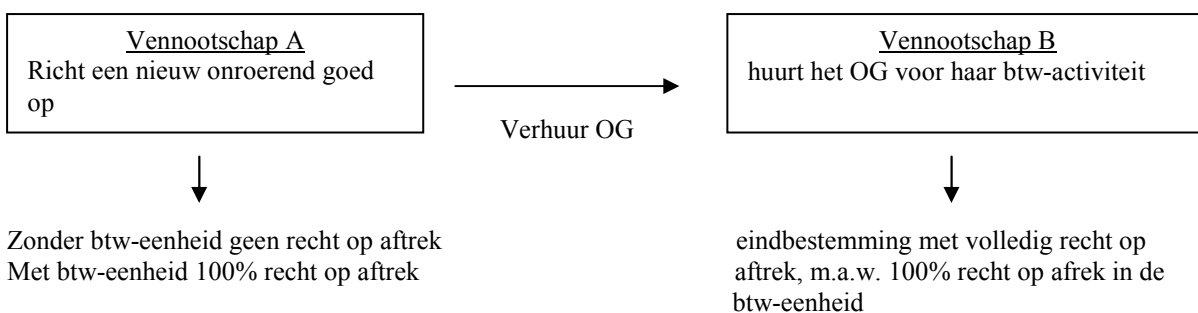 Vennootschap A
Richt een nieuw onroerend goed
op
Verhuur OG
Vennootschap B
huurt het OG voor haar btw-activiteit
Zonder btw-eenheid geen recht op aftrek
Met btw-eenheid 100% recht op aftrek
eindbestemming met volledig recht op
aftrek, m.a.w. 100% recht op afrek in de
btw-eenheid